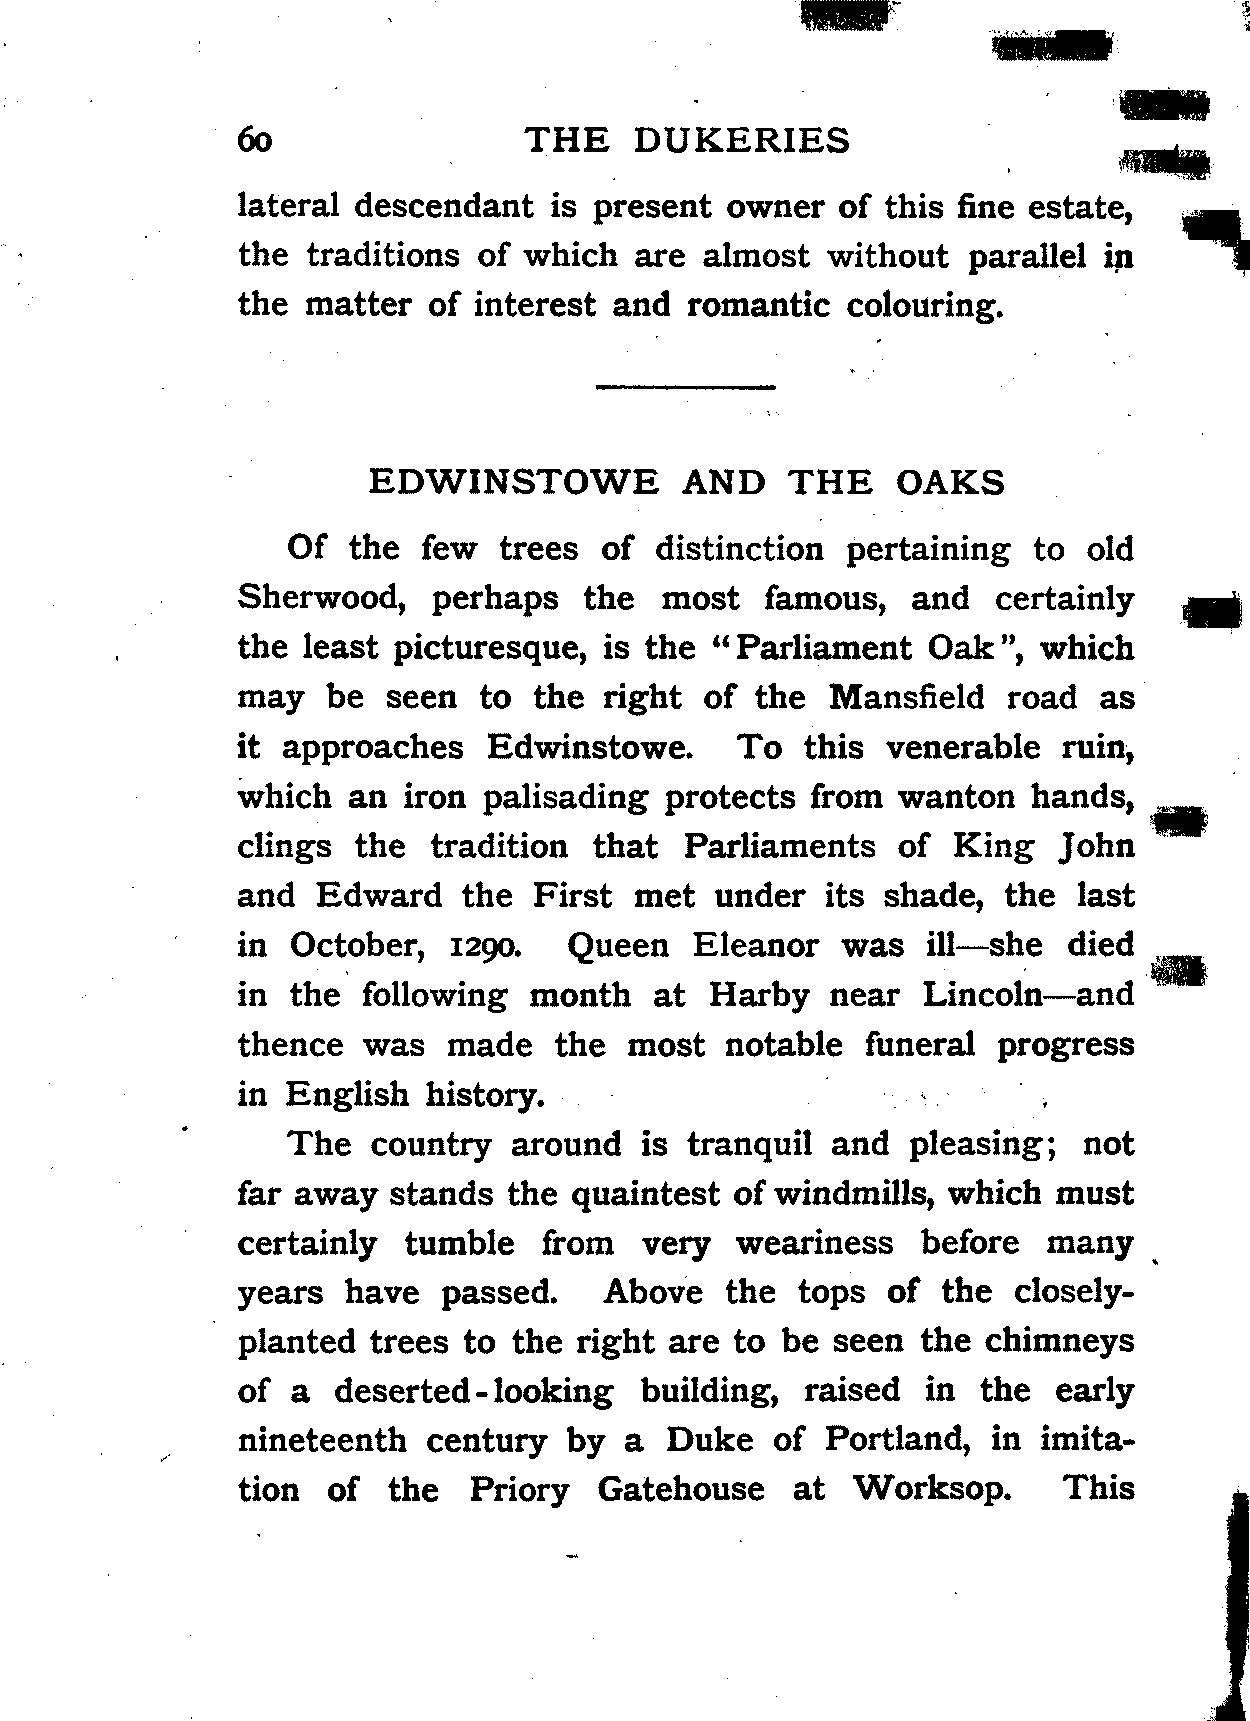 60 THE DUKERIES
lateral descendant is present owner of this fine estate,
the traditions of which are almost without parallel in
the matter of interest and romantic colouring.
EDWINSTOWE AND THE OAKS
Of the few trees of distinction pertaining to old
Sherwood, perhaps the most famous, and certainly
the least picturesque, is the "Parliament Oak", which
may be seen to the right of the Mansfield road as
it approaches Edwinstowe. To this venerable ruin,
which an iron palisading protects from wanton hands,
clings the tradition that Parliaments of King John
and Edward the First met under its shade, the last
in October, 1290. Queen Eleanor was ill—she died
in the following month at Harby near Lincoln—and
thence was made the most notable funeral progress
in English history.
The country around is tranquil and pleasing; not
far away stands the quaintest of windmills, which must
certainly tumble from very weariness before many
years have passed. Above the tops of the closely-
planted trees to the right are to be seen the chimneys
of a deserted-looking building, raised in the early
nineteenth century by a Duke of Portland, in imita-
tion of the Priory Gatehouse at Worksop. This